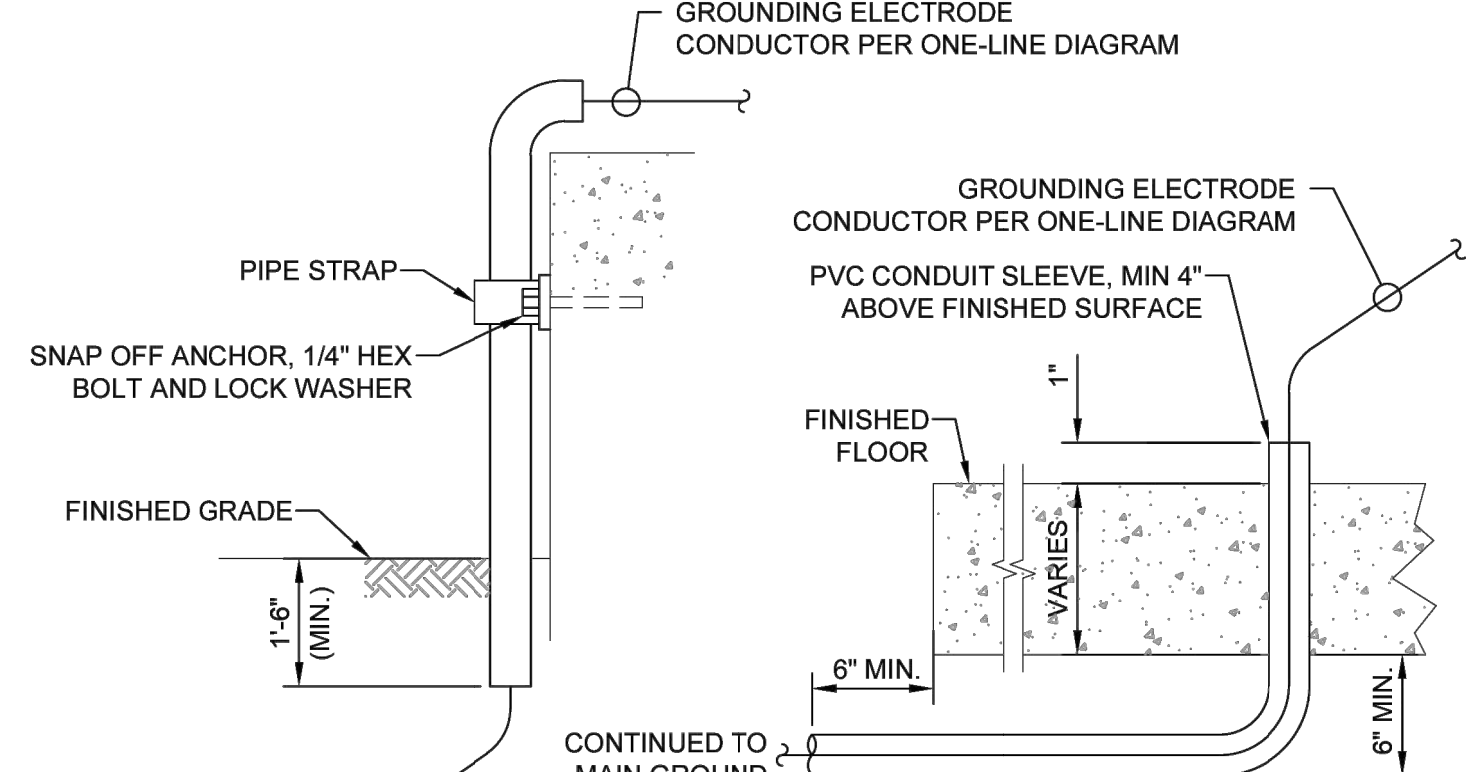 GROUNDING ELECTRODE
CONDUCTOR PER ONE-LINE DIAGRAM
GROUNDING ELECTRODE
CONDUCTOR PER ONE-LINE DIAGRAM
PIPE STRAP
PVC CONDUIT SLEEVE, MIN 4"
ABOVE FINISHED SURFACE
SNAP OFF ANCHOR, 1/4" HEX
BOLT AND LOCK WASHER
1"
FINISHED
FLOOR
FINISHED GRADE
VARIES
1'-6"
(MIN.)
6" MIN.
6" MIN.
CONTINUED TO
MAIN GROUND